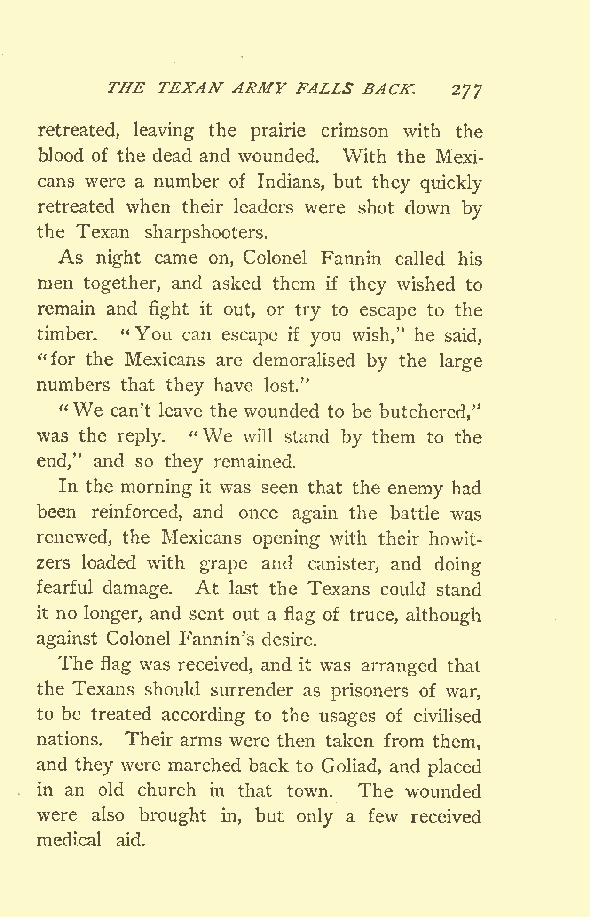 THE TEXAN ARMY FALLS BACK. 277
retreated, leaving the prairie crimson with the
blood of the dead and wounded. With the Mexi-
cans were a number of Indians, but they quickly
retreated when their leaders were shot down by
the Texan sharpshooters.
As night came on, Colonel Fannin called his
men together, and asked them if they wished to
remain and fight it out, or try to escape to the
timber. "You can escape if you wish," he said,
"for the Mexicans are demoralised by the large
numbers that they have lost."
"We can't leave the wounded to be butchered,"
was the reply. "We will stand by them to the
end," and so they remained.
In the morning it was seen that the enemy had
been reinforced, and once again the battle was
renewed, the Mexicans opening with their howit-
zers loaded with grape and canister, and doing
fearful damage. At last the Texans could stand
it no longer, and sent out a flag of truce, although
against Colonel Fannin's desire.
The flag was received, and it was arranged that
the Texans should surrender as prisoners of war,
to be treated according to the usages of civilised
nations. Their arms were then taken from them,
and they were marched back to Goliad, and placed
in an old church in that town. The wounded
were also brought in, but only a few received
medical aid.